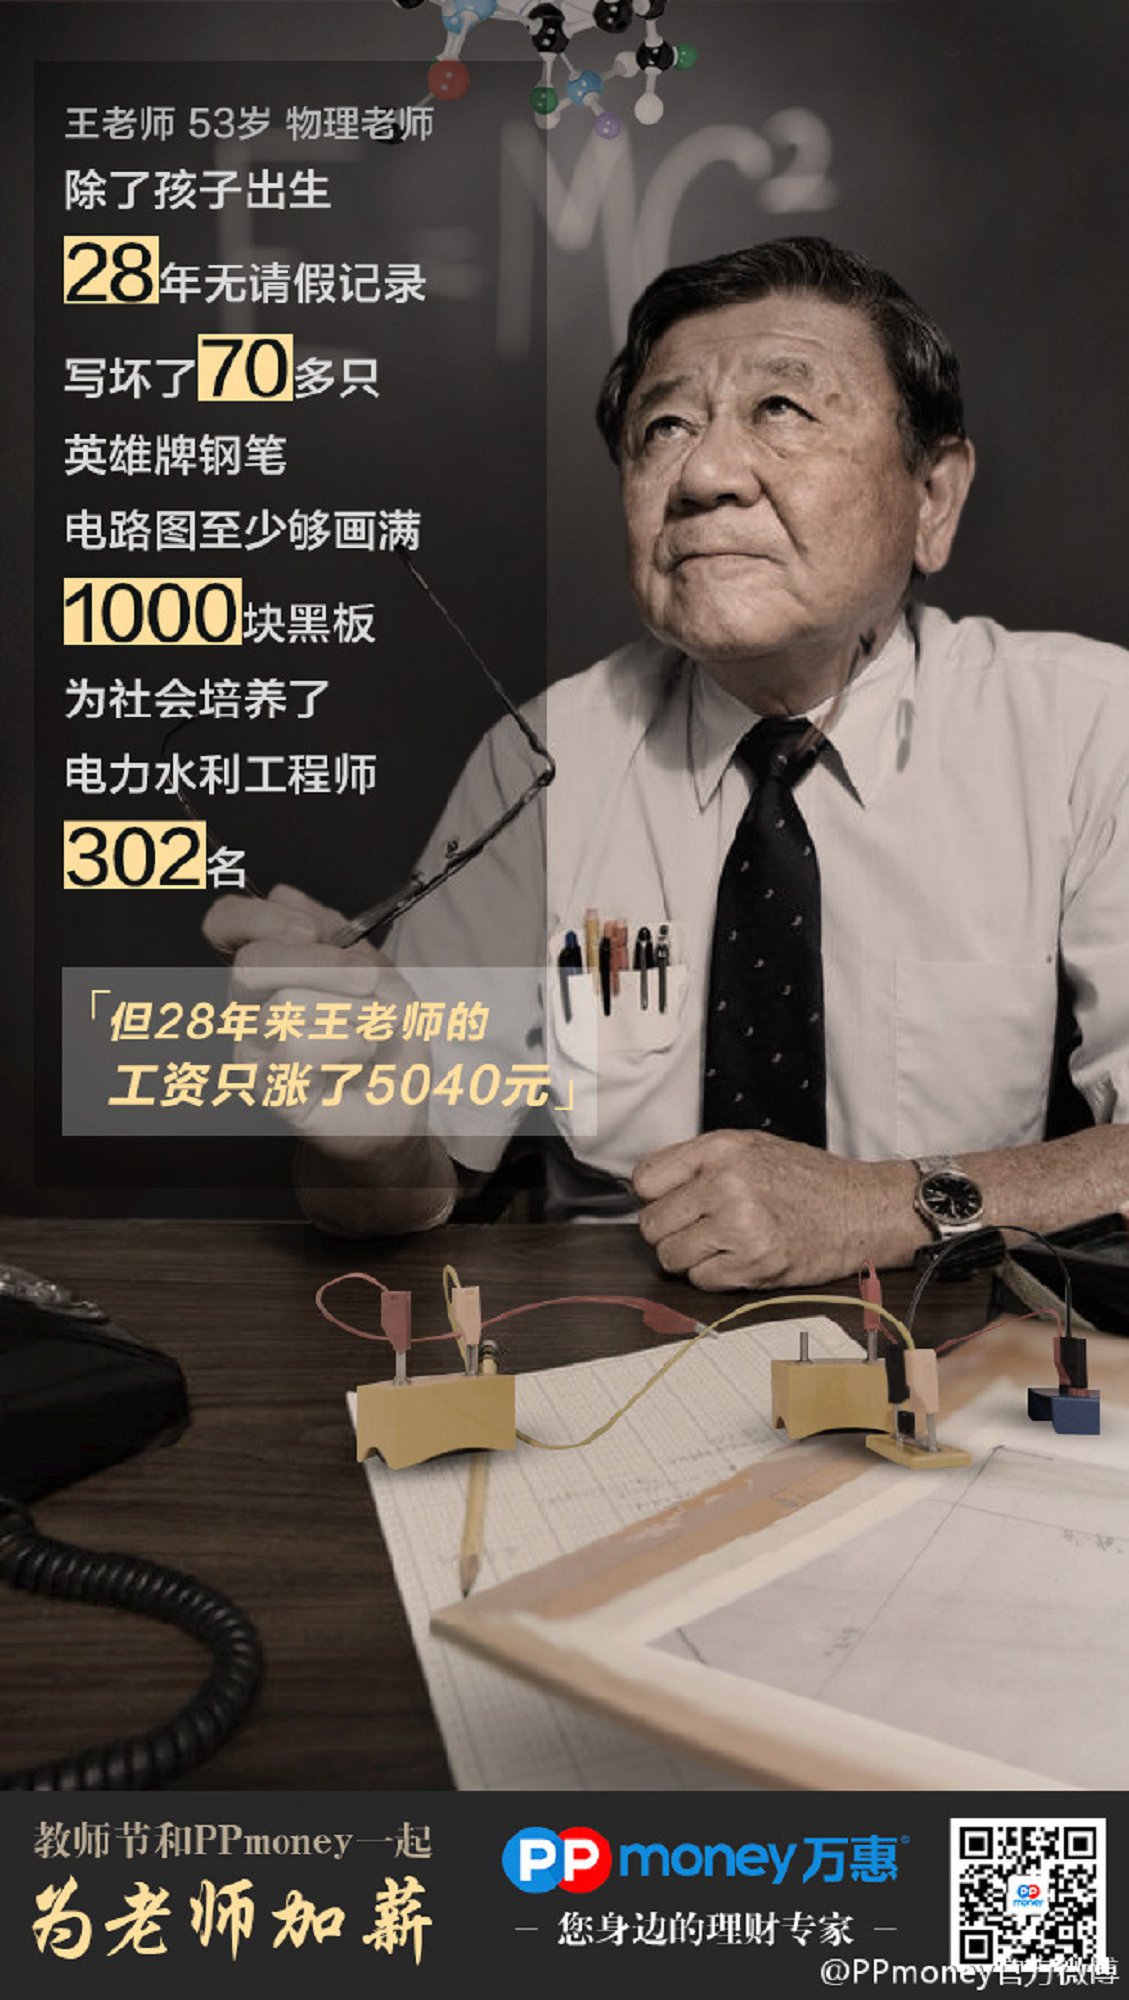 王老师 53岁 物理老师
除了孩子出生
28年无请假记录
写坏了70多只
英雄牌钢笔
电路图至少够画满
1000块黑板
为社会培养了
电力水利工程师
302名
「但28年来王老师的
工资只涨了5040元」
E=MC²
教师节和PPmoney一起
为老师加薪
PPmoney万惠®
— 您身边的理财专家 —
PP money
@PPmoney官方微博